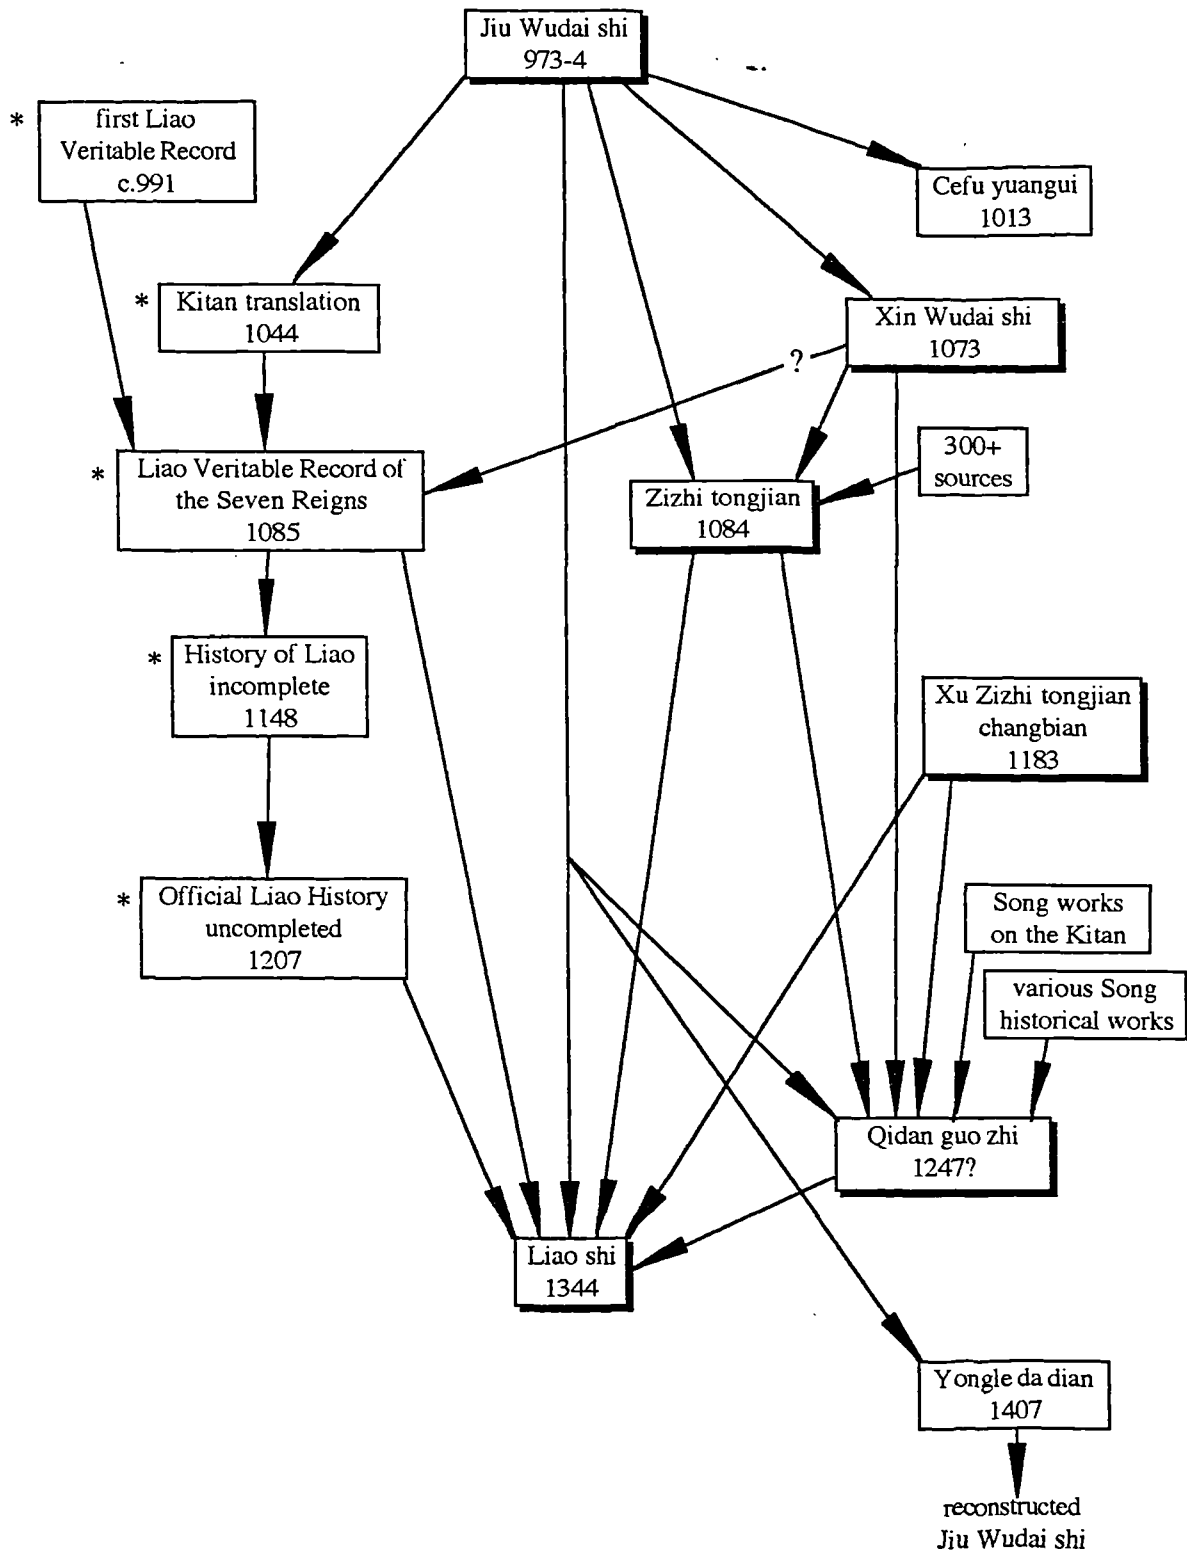 Jiu Wudai shi
973-4
*
first Liao
Veritable Record
c.991
Cefu yuangui
1013
*
Kitan translation
1044
Xin Wudai shi
1073
?
*
Liao Veritable Record of
the Seven Reigns
1085
300+
sources
Zizhi tongjian
1084
*
History of Liao
incomplete
1148
Xu Zizhi tongjian
changbian
1183
*
Official Liao History
uncompleted
1207
Song works
on the Kitan
various Song
historical works
Qidan guo zhi
1247?
Liao shi
1344
Yongle da dian
1407
reconstructed
Jiu Wudai shi